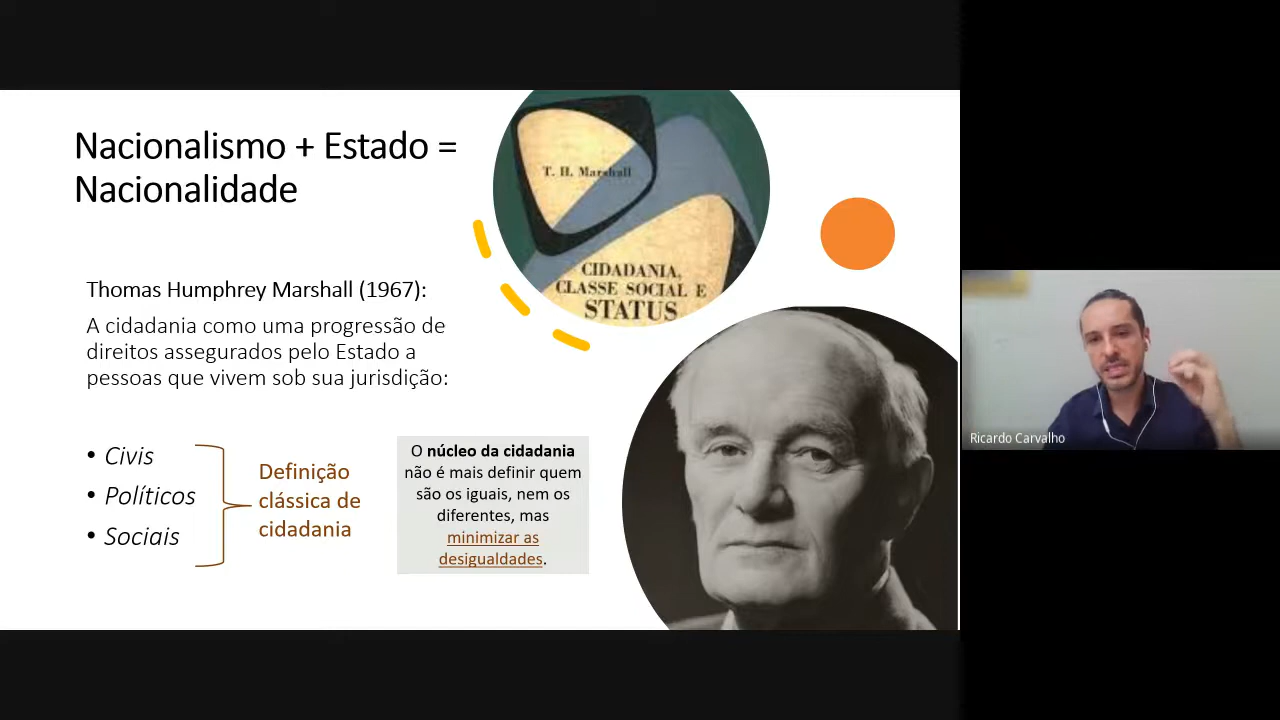 Nacionalismo + Estado =
Nacionalidade
T. H. Marshall
CIDADANIA,
CLASSE SOCIAL E
STATUS
Thomas Humphrey Marshall (1967):
A cidadania como uma progressão de
direitos assegurados pelo Estado a
pessoas que vivem sob sua jurisdição:
• Civis
• Políticos
• Sociais
Definição
clássica de
cidadania
O núcleo da cidadania
não é mais definir quem
são os iguais, nem os
diferentes, mas
minimizar as
desigualdades.
Ricardo Carvalho